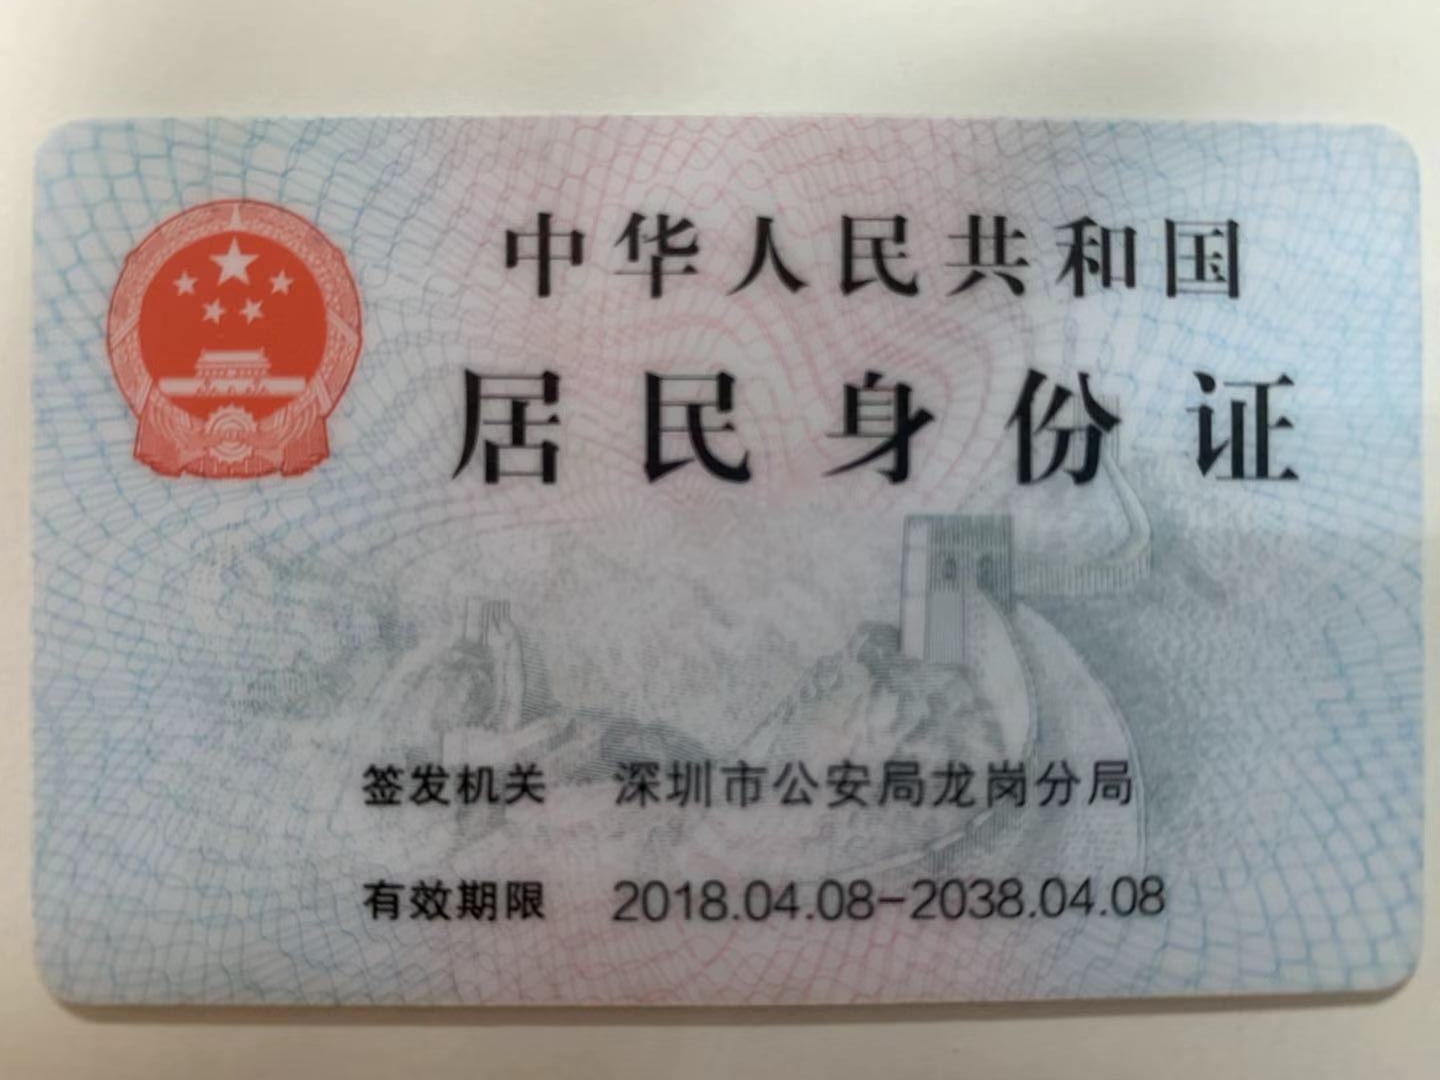 中华人民共和国
居民身份证
签发机关 深圳市公安局龙岗分局
有效期限 2018.04.08-2038.04.08